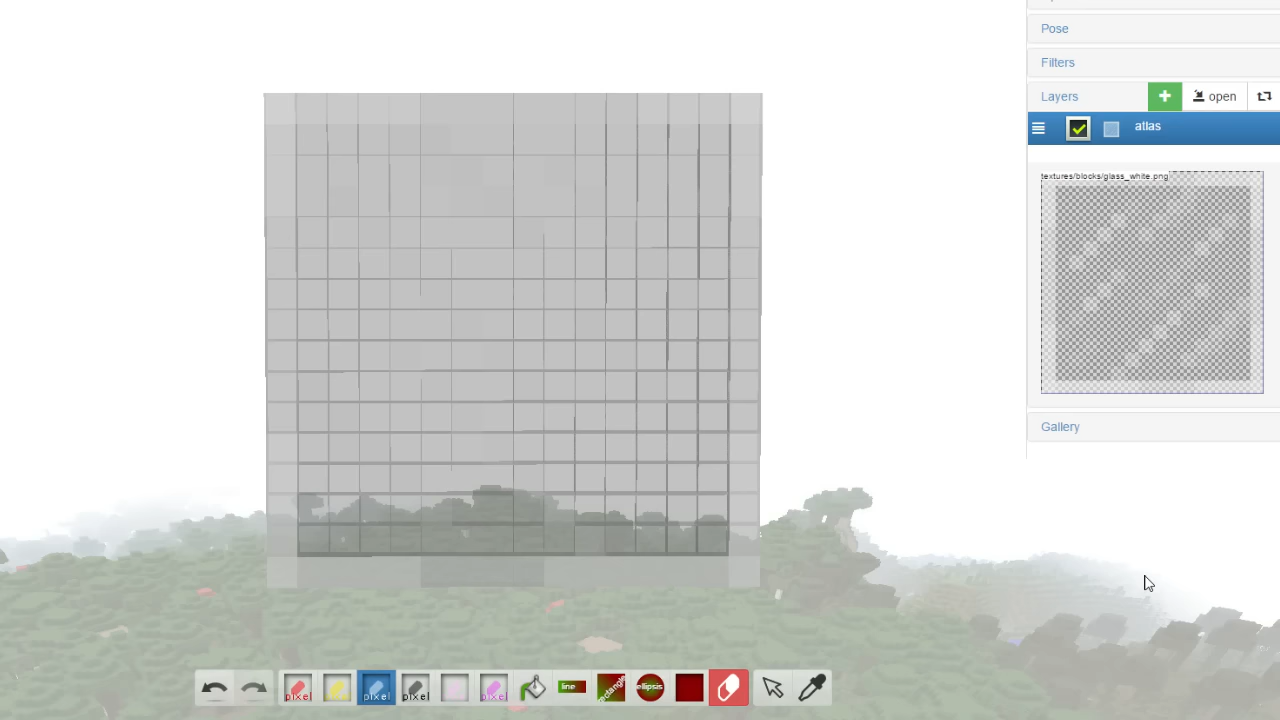 Pose
Filters
Layers
open
atlas
textures/blocks/glass_white.png
Gallery
pixel
pixel
pixel
pixel
line
rectangle
ellipsis